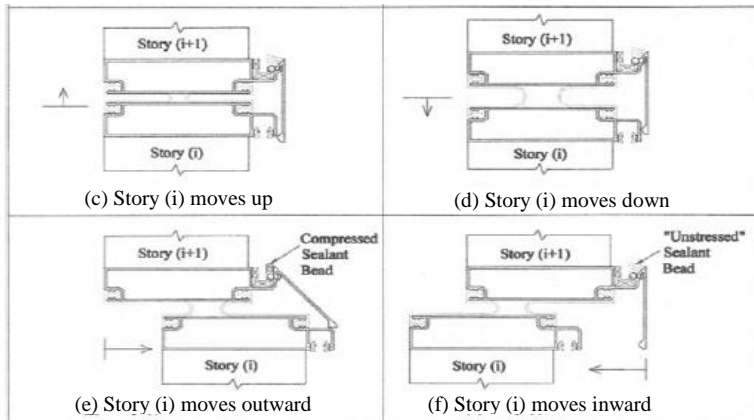 Story (i+1)
Story (i)
(c) Story (i) moves up
Story (i+1)
Story (i)
(d) Story (i) moves down
Story (i+1)
Compressed
Sealant
Bead
Story (i)
(e) Story (i) moves outward
Story (i+1)
"Unstressed"
Sealant
Bead
Story (i)
(f) Story (i) moves inward